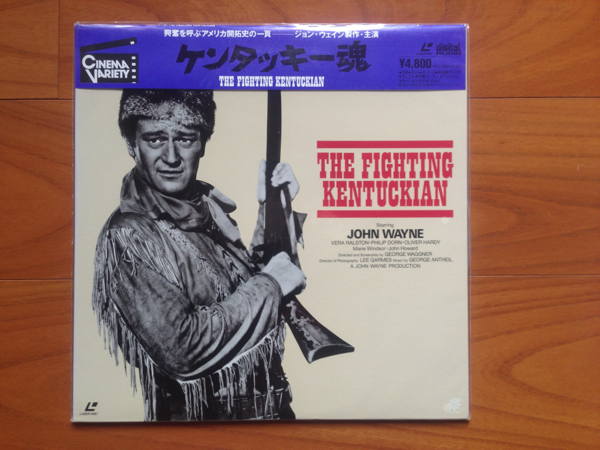 興奮を呼ぶアメリカ開拓史の一頁―――ジョン・ウェイン製作・主演
CINEMA VARIETY
ケンタッキー魂
THE FIGHTING KENTUCKIAN
digital
¥4,800
THE FIGHTING
KENTUCKIAN
Starring
JOHN WAYNE
VERA RALSTON・PHILIP DORN・OLIVER HARDY
Marie Windsor・John Howard
Directed and Screenplay by GEORGE WAGGNER
Director of Photography LEE GARMES Music by GEORGE ANTHEIL
A JOHN WAYNE PRODUCTION